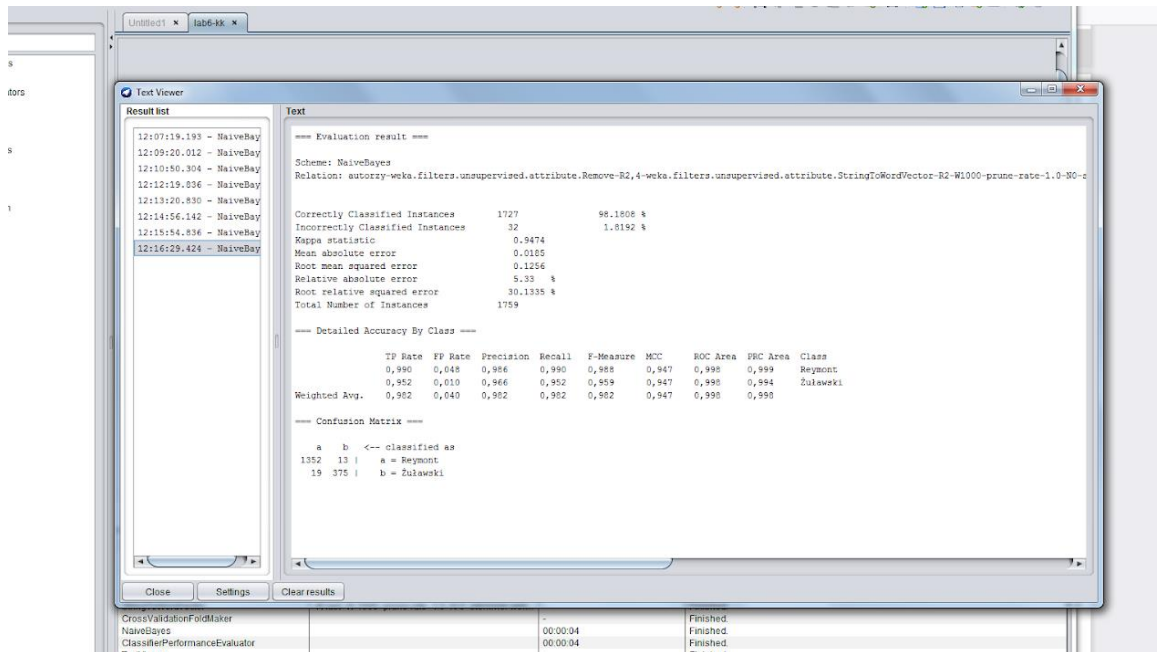 Untitled1 × lab6-kk ×
s
ators
s
Text Viewer
Result list
Text
12:07:19.193 - NaiveBay
12:09:20.012 - NaiveBay
12:10:50.304 - NaiveBay
12:12:19.836 - NaiveBay
12:13:20.830 - NaiveBay
12:14:56.142 - NaiveBay
12:15:54.836 - NaiveBay
12:16:29.424 - NaiveBay
=== Evaluation result ===
Scheme: NaiveBayes
Relation: autorzy-weka.filters.unsupervised.attribute.Remove-R2,4-weka.filters.unsupervised.attribute.StringToWordVector-R2-W1000-prune-rate-1.0-N0-s
Correctly Classified Instances 1727 98.1808 %
Incorrectly Classified Instances 32 1.8192 %
Kappa statistic 0.9474
Mean absolute error 0.0185
Root mean squared error 0.1256
Relative absolute error 5.33 %
Root relative squared error 30.1335 %
Total Number of Instances 1759
=== Detailed Accuracy By Class ===
TP Rate FP Rate Precision Recall F-Measure MCC ROC Area PRC Area Class
0,990 0,048 0,986 0,990 0,988 0,947 0,998 0,999 Reymont
0,952 0,010 0,966 0,952 0,959 0,947 0,998 0,994 Żuławski
Weighted Avg. 0,982 0,040 0,982 0,982 0,982 0,947 0,998 0,998
=== Confusion Matrix ===
a b <-- classified as
1352 13 | a = Reymont
19 375 | b = Żuławski
Close Settings Clear results
CrossValidationFoldMaker - Finished.
NaiveBayes 00:00:04 Finished.
ClassifierPerformanceEvaluator 00:00:04 Finished.